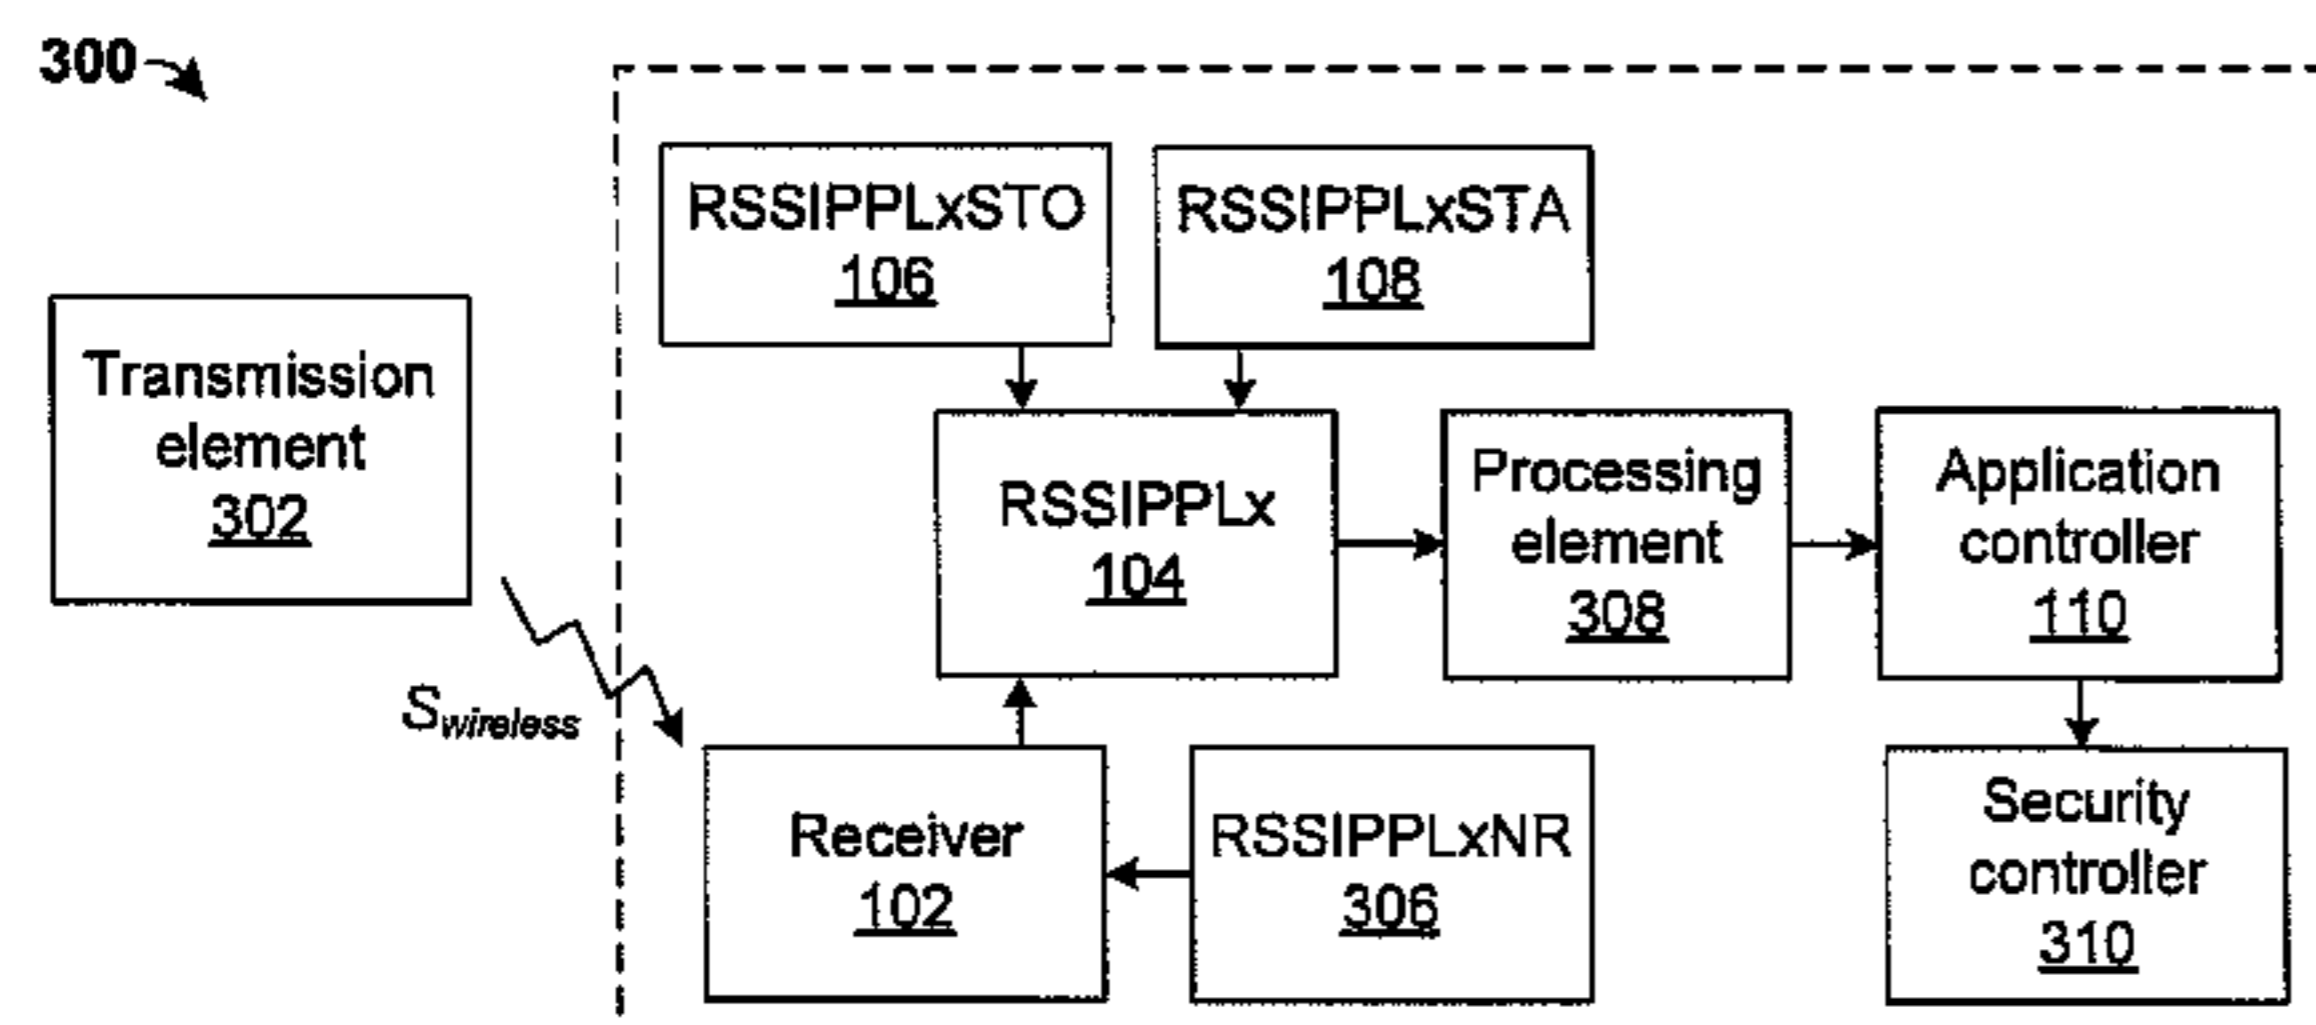 300
RSSIPPLxSTO
106
RSSIPPLxSTA
108
Transmission
element
302
RSSIPPLx
104
Processing
element
308
Application
controller
110
Swireless
Receiver
102
RSSIPPLxNR
306
Security
controller
310